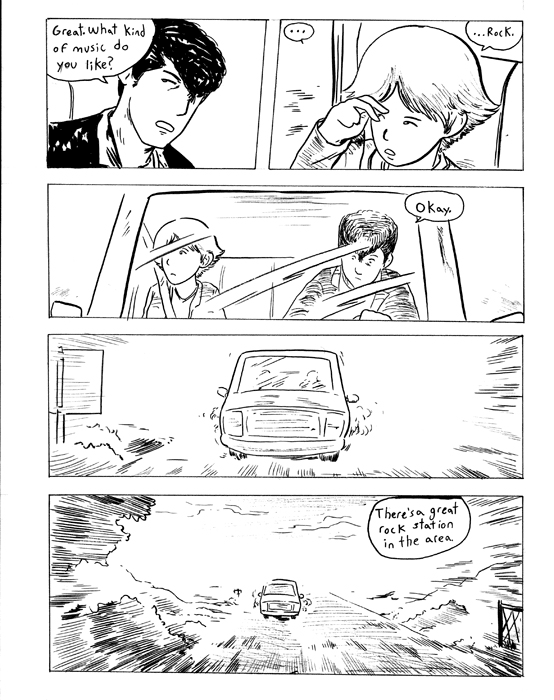 Great. What kind
of music do
you like?
...
...Rock.
Okay.
There's a great
rock station
in the area.